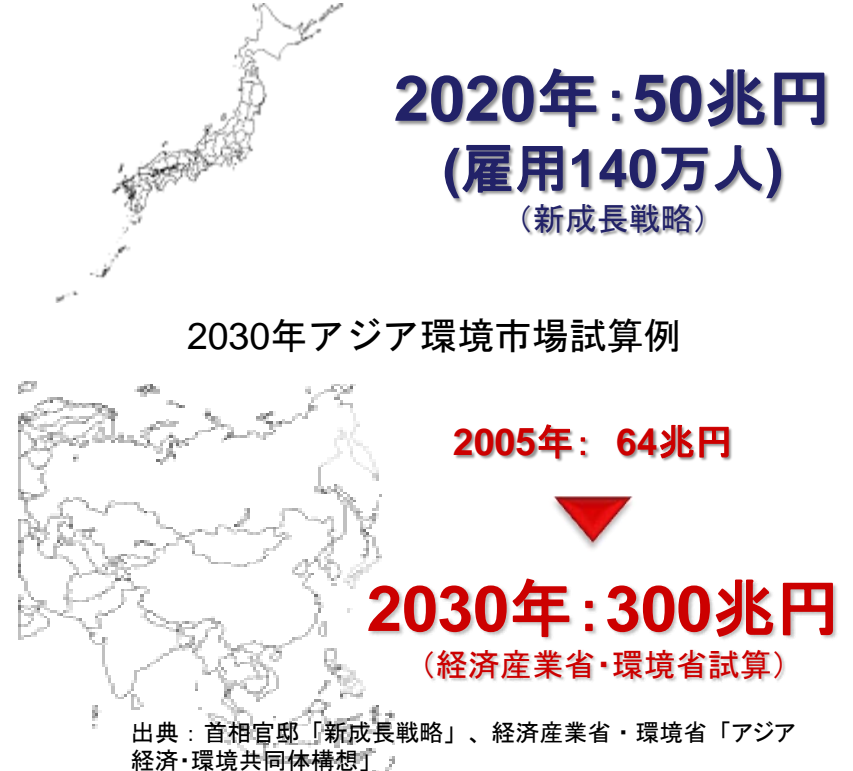 2020年：50兆円
(雇用140万人)
（新成長戦略）
2030年アジア環境市場試算例
2005年： 64兆円
2030年：300兆円
（経済産業省・環境省試算）
出典：首相官邸「新成長戦略」、経済産業省・環境省「アジア
経済・環境共同体構想」